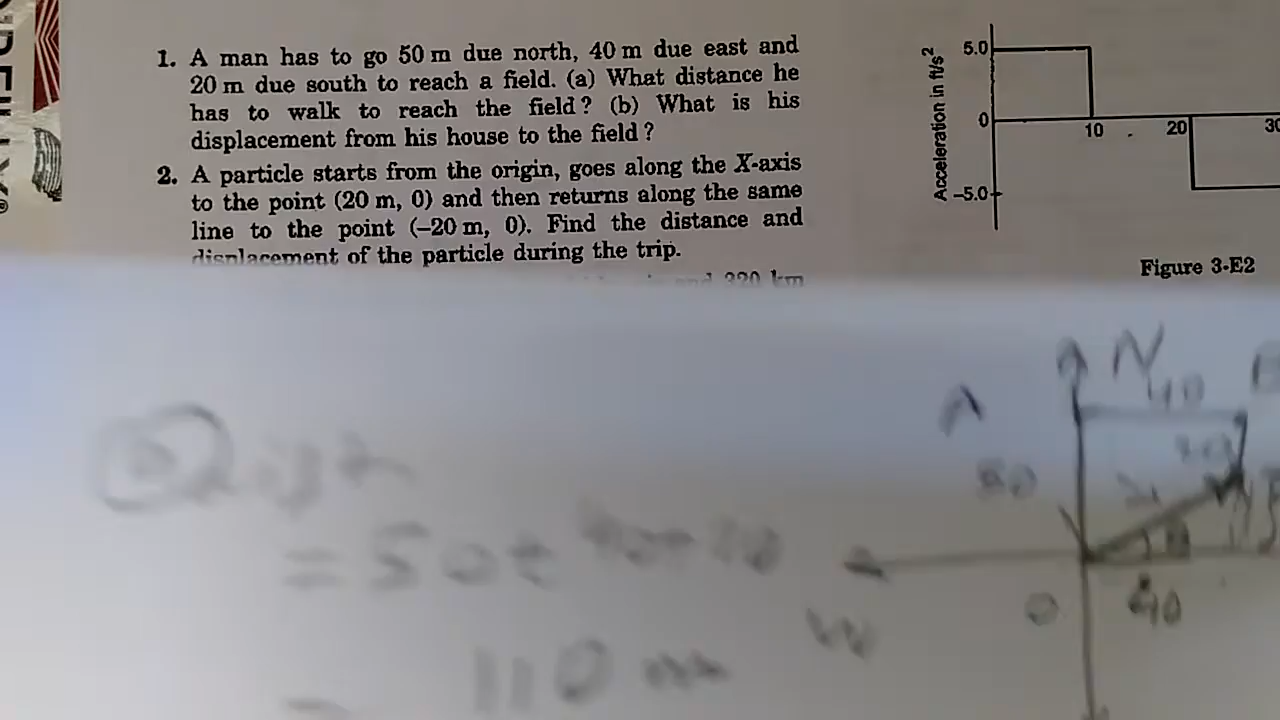 1. A man has to go 50 m due north, 40 m due east and
20 m due south to reach a field. (a) What distance he
has to walk to reach the field? (b) What is his
displacement from his house to the field?
2. A particle starts from the origin, goes along the X-axis
to the point (20 m, 0) and then returns along the same
line to the point (–20 m, 0). Find the distance and
displacement of the particle during the trip.
320 km
Acceleration in ft/s²
5.0
0
–5.0
10
20
Figure 3-E2
= 50+
110 m
N
40
A
50
W
0
40